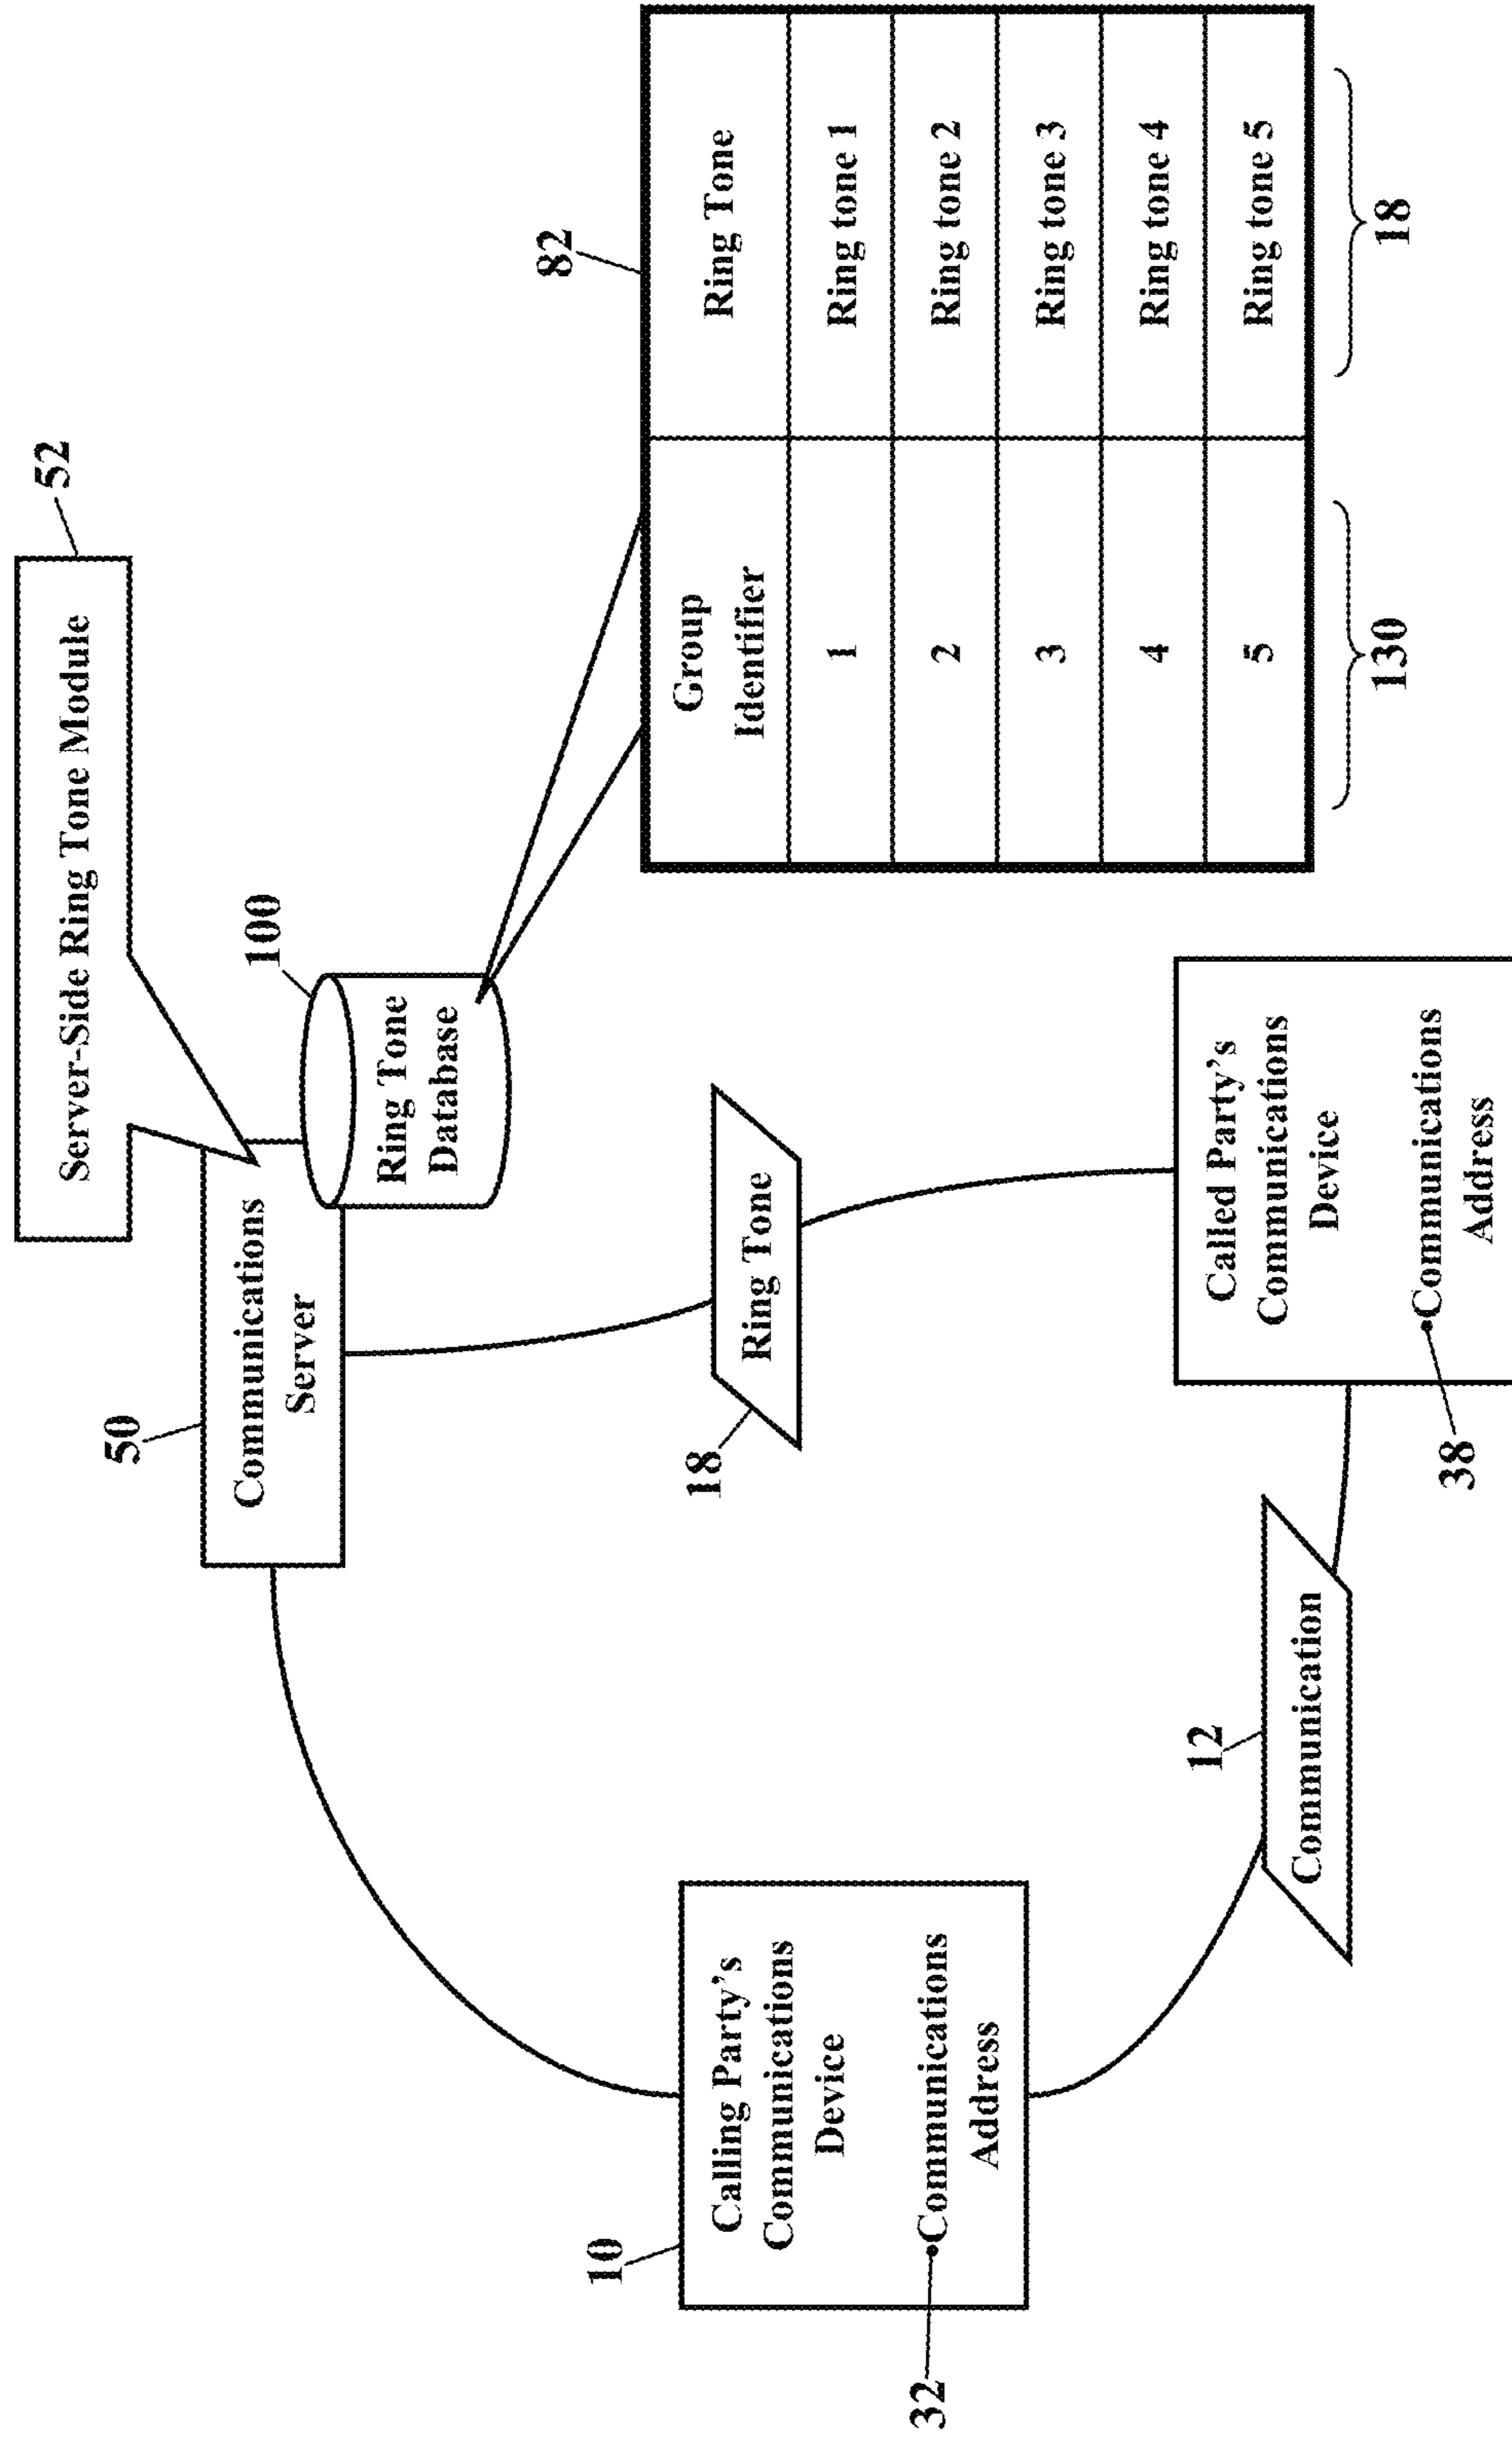 52
Server-Side Ring Tone Module
50
Communications
Server
100
Ring Tone
Database
82
Group
Identifier
Ring Tone
1
Ring tone 1
2
Ring tone 2
3
Ring tone 3
4
Ring tone 4
5
Ring tone 5
130
18
18
Ring Tone
10
Calling Party's
Communications
Device
32
Communications
Address
12
Communication
Called Party's
Communications
Device
38
Communications
Address